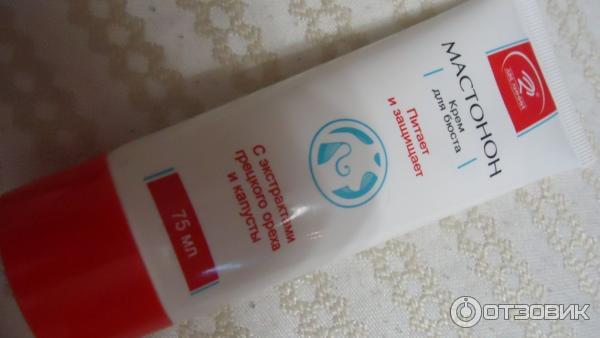 МАСТОНОН
Крем
для бюста
Питает
и защищает
С экстрактами
грецкого ореха
и капусты
75 мл
ОТЗОВИК